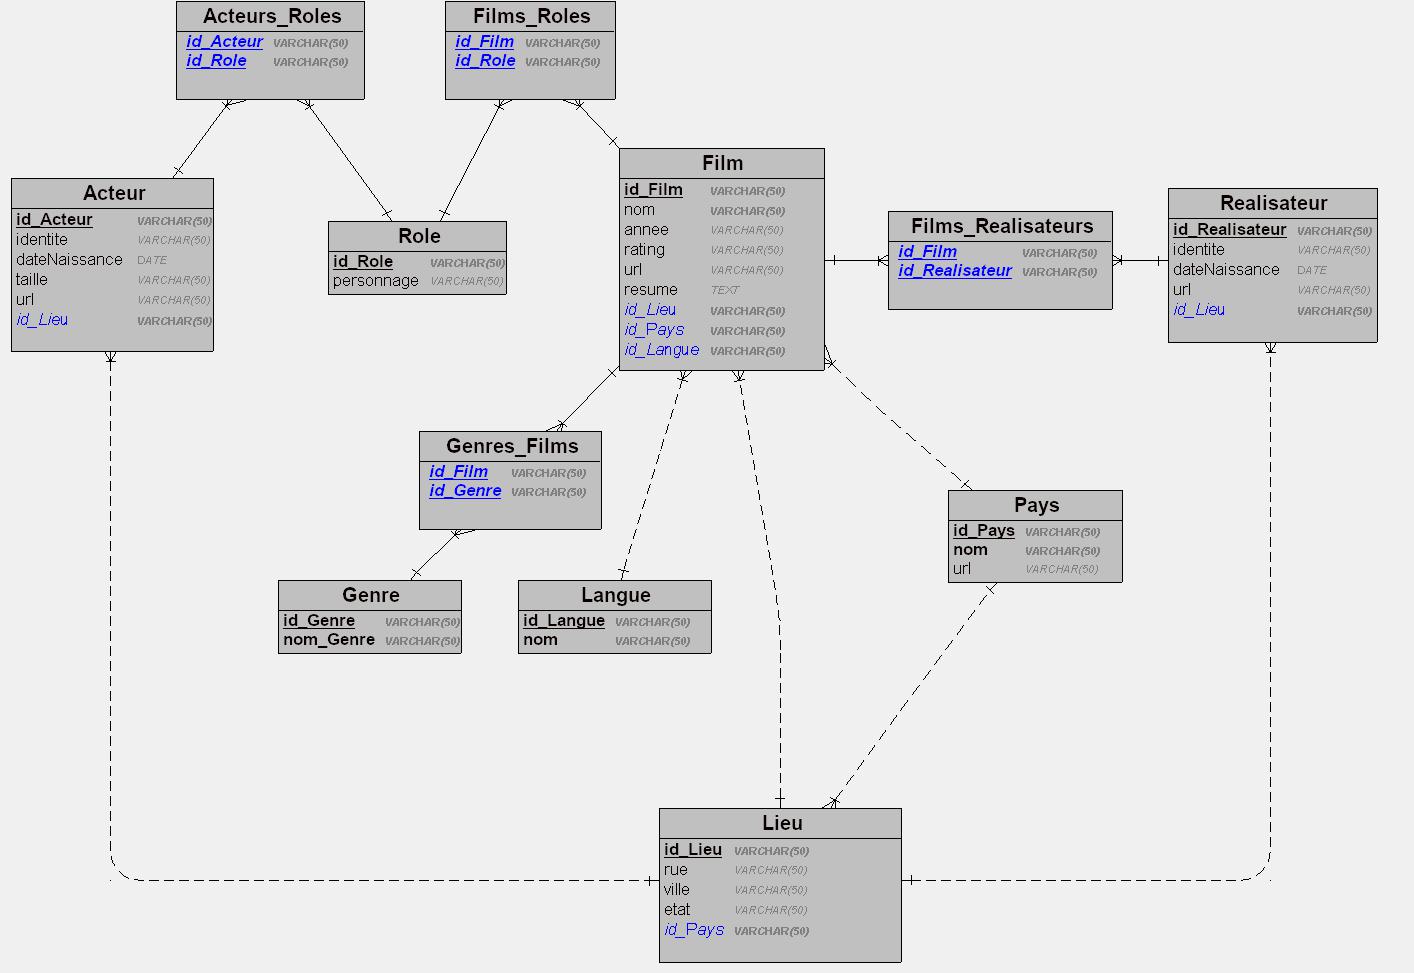 Acteurs_Roles
id_Acteur VARCHAR(50)
id_Role VARCHAR(50)
Films_Roles
id_Film VARCHAR(50)
id_Role VARCHAR(50)
Acteur
id_Acteur VARCHAR(50)
identite VARCHAR(50)
dateNaissance DATE
taille VARCHAR(50)
url VARCHAR(50)
id_Lieu VARCHAR(50)
Role
id_Role VARCHAR(50)
personnage VARCHAR(50)
Film
id_Film VARCHAR(50)
nom VARCHAR(50)
annee VARCHAR(50)
rating VARCHAR(50)
url VARCHAR(50)
resume TEXT
id_Lieu VARCHAR(50)
id_Pays VARCHAR(50)
id_Langue VARCHAR(50)
Films_Realisateurs
id_Film VARCHAR(50)
id_Realisateur VARCHAR(50)
Realisateur
id_Realisateur VARCHAR(50)
identite VARCHAR(50)
dateNaissance DATE
url VARCHAR(50)
id_Lieu VARCHAR(50)
Genres_Films
id_Film VARCHAR(50)
id_Genre VARCHAR(50)
Pays
id_Pays VARCHAR(50)
nom VARCHAR(50)
url VARCHAR(50)
Genre
id_Genre VARCHAR(50)
nom_Genre VARCHAR(50)
Langue
id_Langue VARCHAR(50)
nom VARCHAR(50)
Lieu
id_Lieu VARCHAR(50)
rue VARCHAR(50)
ville VARCHAR(50)
etat VARCHAR(50)
id_Pays VARCHAR(50)